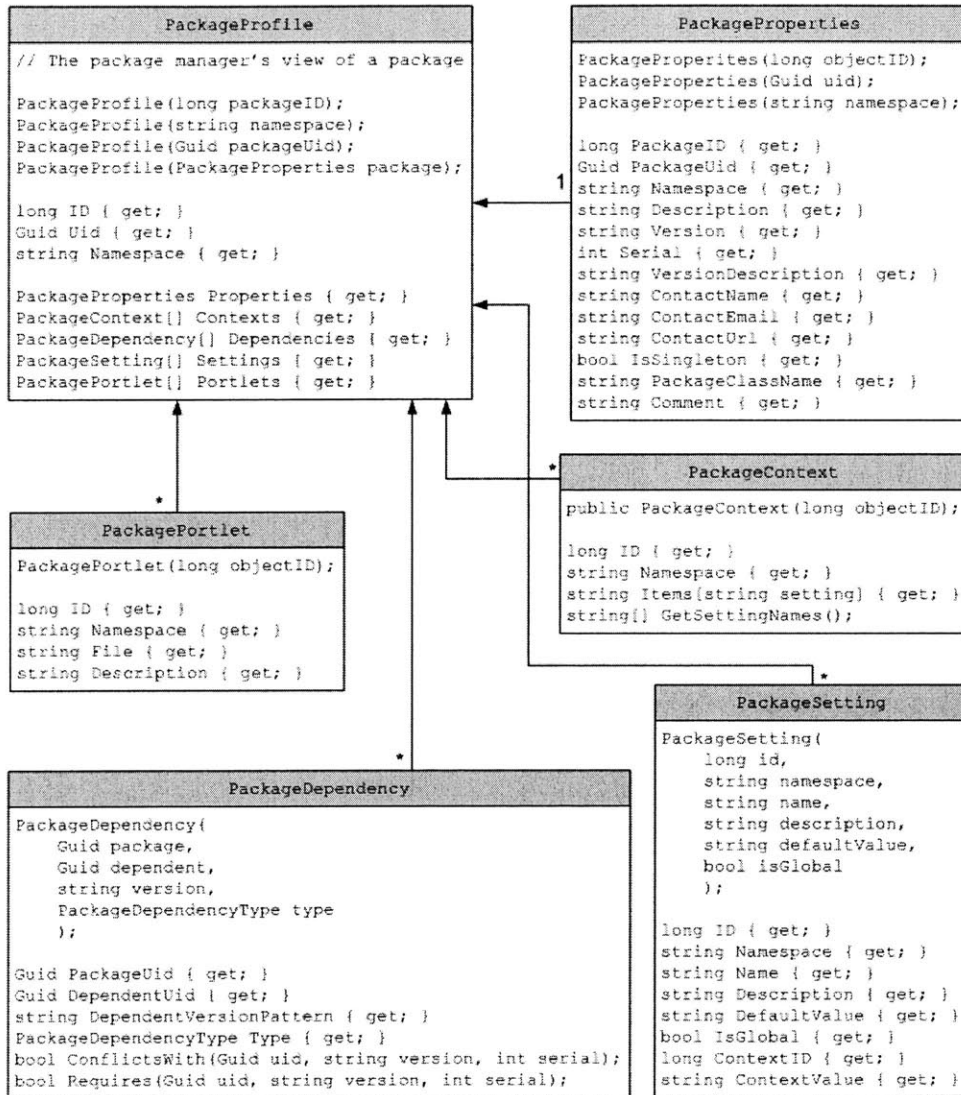 PackageProfile
// The package manager's view of a package
PackageProfile(long packageID);
PackageProfile(string namespace);
PackageProfile(Guid packageUid);
PackageProfile(PackageProperties package);
long ID { get; }
Guid Uid { get; }
string Namespace { get; }
PackageProperties Properties { get; }
PackageContext[] Contexts { get; }
PackageDependency[] Dependencies { get; }
PackageSetting[] Settings { get; }
PackagePortlet[] Portlets { get; }
PackageProperties
PackageProperites(long objectID);
PackageProperties(Guid uid);
PackageProperties(string namespace);
long PackageID { get; }
Guid PackageUid { get; }
string Namespace { get; }
string Description { get; }
string Version { get; }
int Serial { get; }
string VersionDescription { get; }
string ContactName { get; }
string ContactEmail { get; }
string ContactUrl { get; }
bool IsSingleton { get; }
string PackageClassName { get; }
string Comment { get; }
1
*
PackageContext
public PackageContext(long objectID);
long ID { get; }
string Namespace { get; }
string Items[string setting] { get; }
string[] GetSettingNames();
*
PackagePortlet
PackagePortlet(long objectID);
long ID { get; }
string Namespace { get; }
string File { get; }
string Description { get; }
*
PackageSetting
PackageSetting(
long id,
string namespace,
string name,
string description,
string defaultValue,
bool isGlobal
);
long ID { get; }
string Namespace { get; }
string Name { get; }
string Description { get; }
string DefaultValue { get; }
bool IsGlobal { get; }
long ContextID { get; }
string ContextValue { get; }
*
PackageDependency
PackageDependency(
Guid package,
Guid dependent,
string version,
PackageDependencyType type
);
Guid PackageUid { get; }
Guid DependentUid { get; }
string DependentVersionPattern { get; }
PackageDependencyType Type { get; }
bool ConflictsWith(Guid uid, string version, int serial);
bool Requires(Guid uid, string version, int serial);